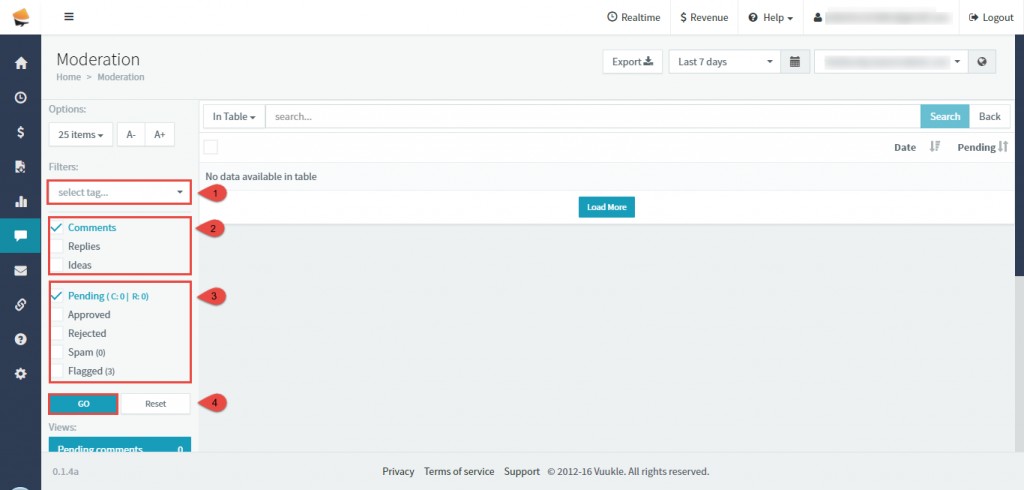 Realtime
$ Revenue
Help
Logout
Moderation
Home > Moderation
Export
Last 7 days
Options:
25 items
A-
A+
Filters:
select tag...
1
Comments
Replies
Ideas
2
Pending ( C: 0 | R: 0)
Approved
Rejected
Spam (0)
Flagged (3)
3
GO
Reset
4
Views:
Pending comments 0
In Table
search...
Search
Back
Date
Pending
No data available in table
Load More
0.1.4a
Privacy Terms of service Support © 2012-16 Vuukle. All rights reserved.